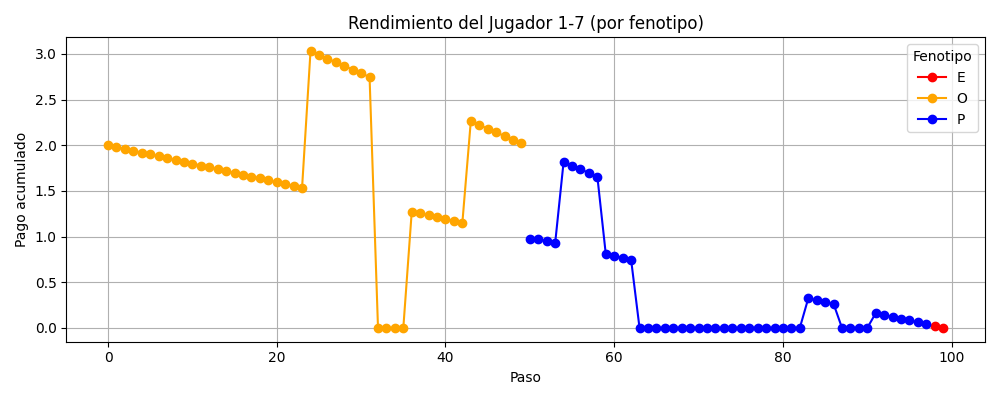 Rendimiento del Jugador 1-7 (por fenotipo)
Pago acumulado
3.0
2.5
2.0
1.5
1.0
0.5
0.0
Fenotipo
E
O
P
0
20
40
60
80
100
Paso